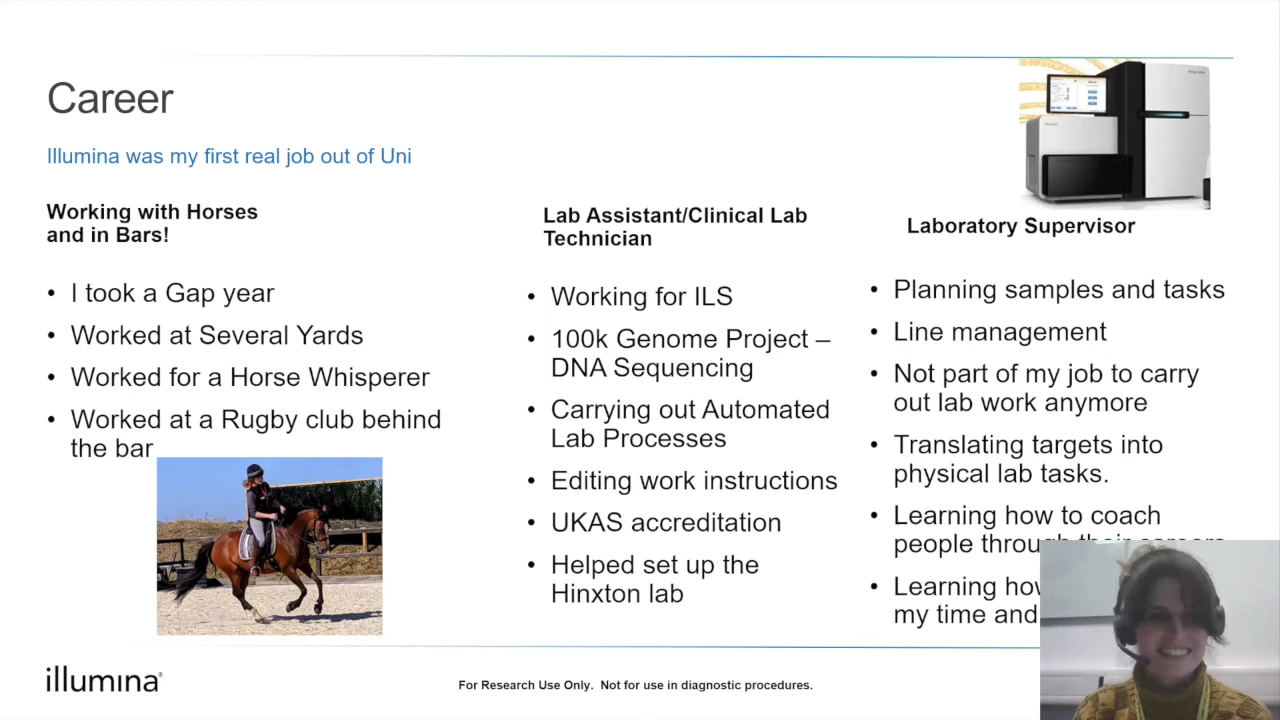 Career
Illumina was my first real job out of Uni
Working with Horses
and in Bars!
• I took a Gap year
• Worked at Several Yards
• Worked for a Horse Whisperer
• Worked at a Rugby club behind
the bar
Lab Assistant/Clinical Lab
Technician
• Working for ILS
• 100k Genome Project –
DNA Sequencing
• Carrying out Automated
Lab Processes
• Editing work instructions
• UKAS accreditation
• Helped set up the
Hinxton lab
Laboratory Supervisor
• Planning samples and tasks
• Line management
• Not part of my job to carry
out lab work anymore
• Translating targets into
physical lab tasks.
• Learning how to coach
people through their careers
• Learning how
my time and
illumina®
For Research Use Only. Not for use in diagnostic procedures.